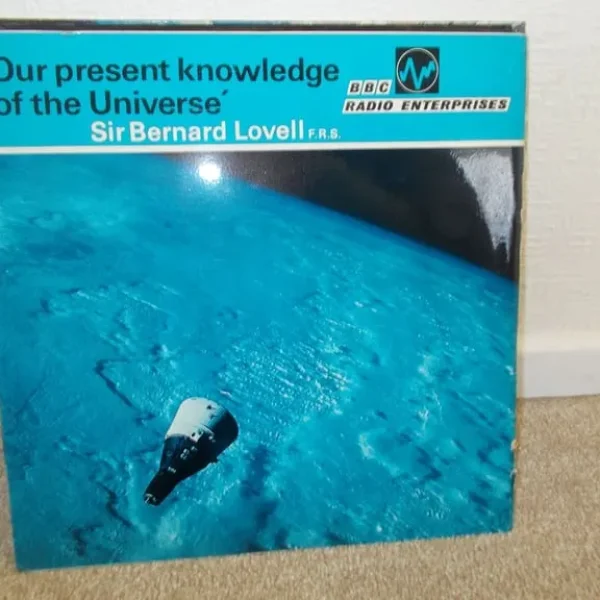 Our present knowledge
of the Universe´
Sir Bernard Lovell F.R.S.
BBC
RADIO ENTERPRISES